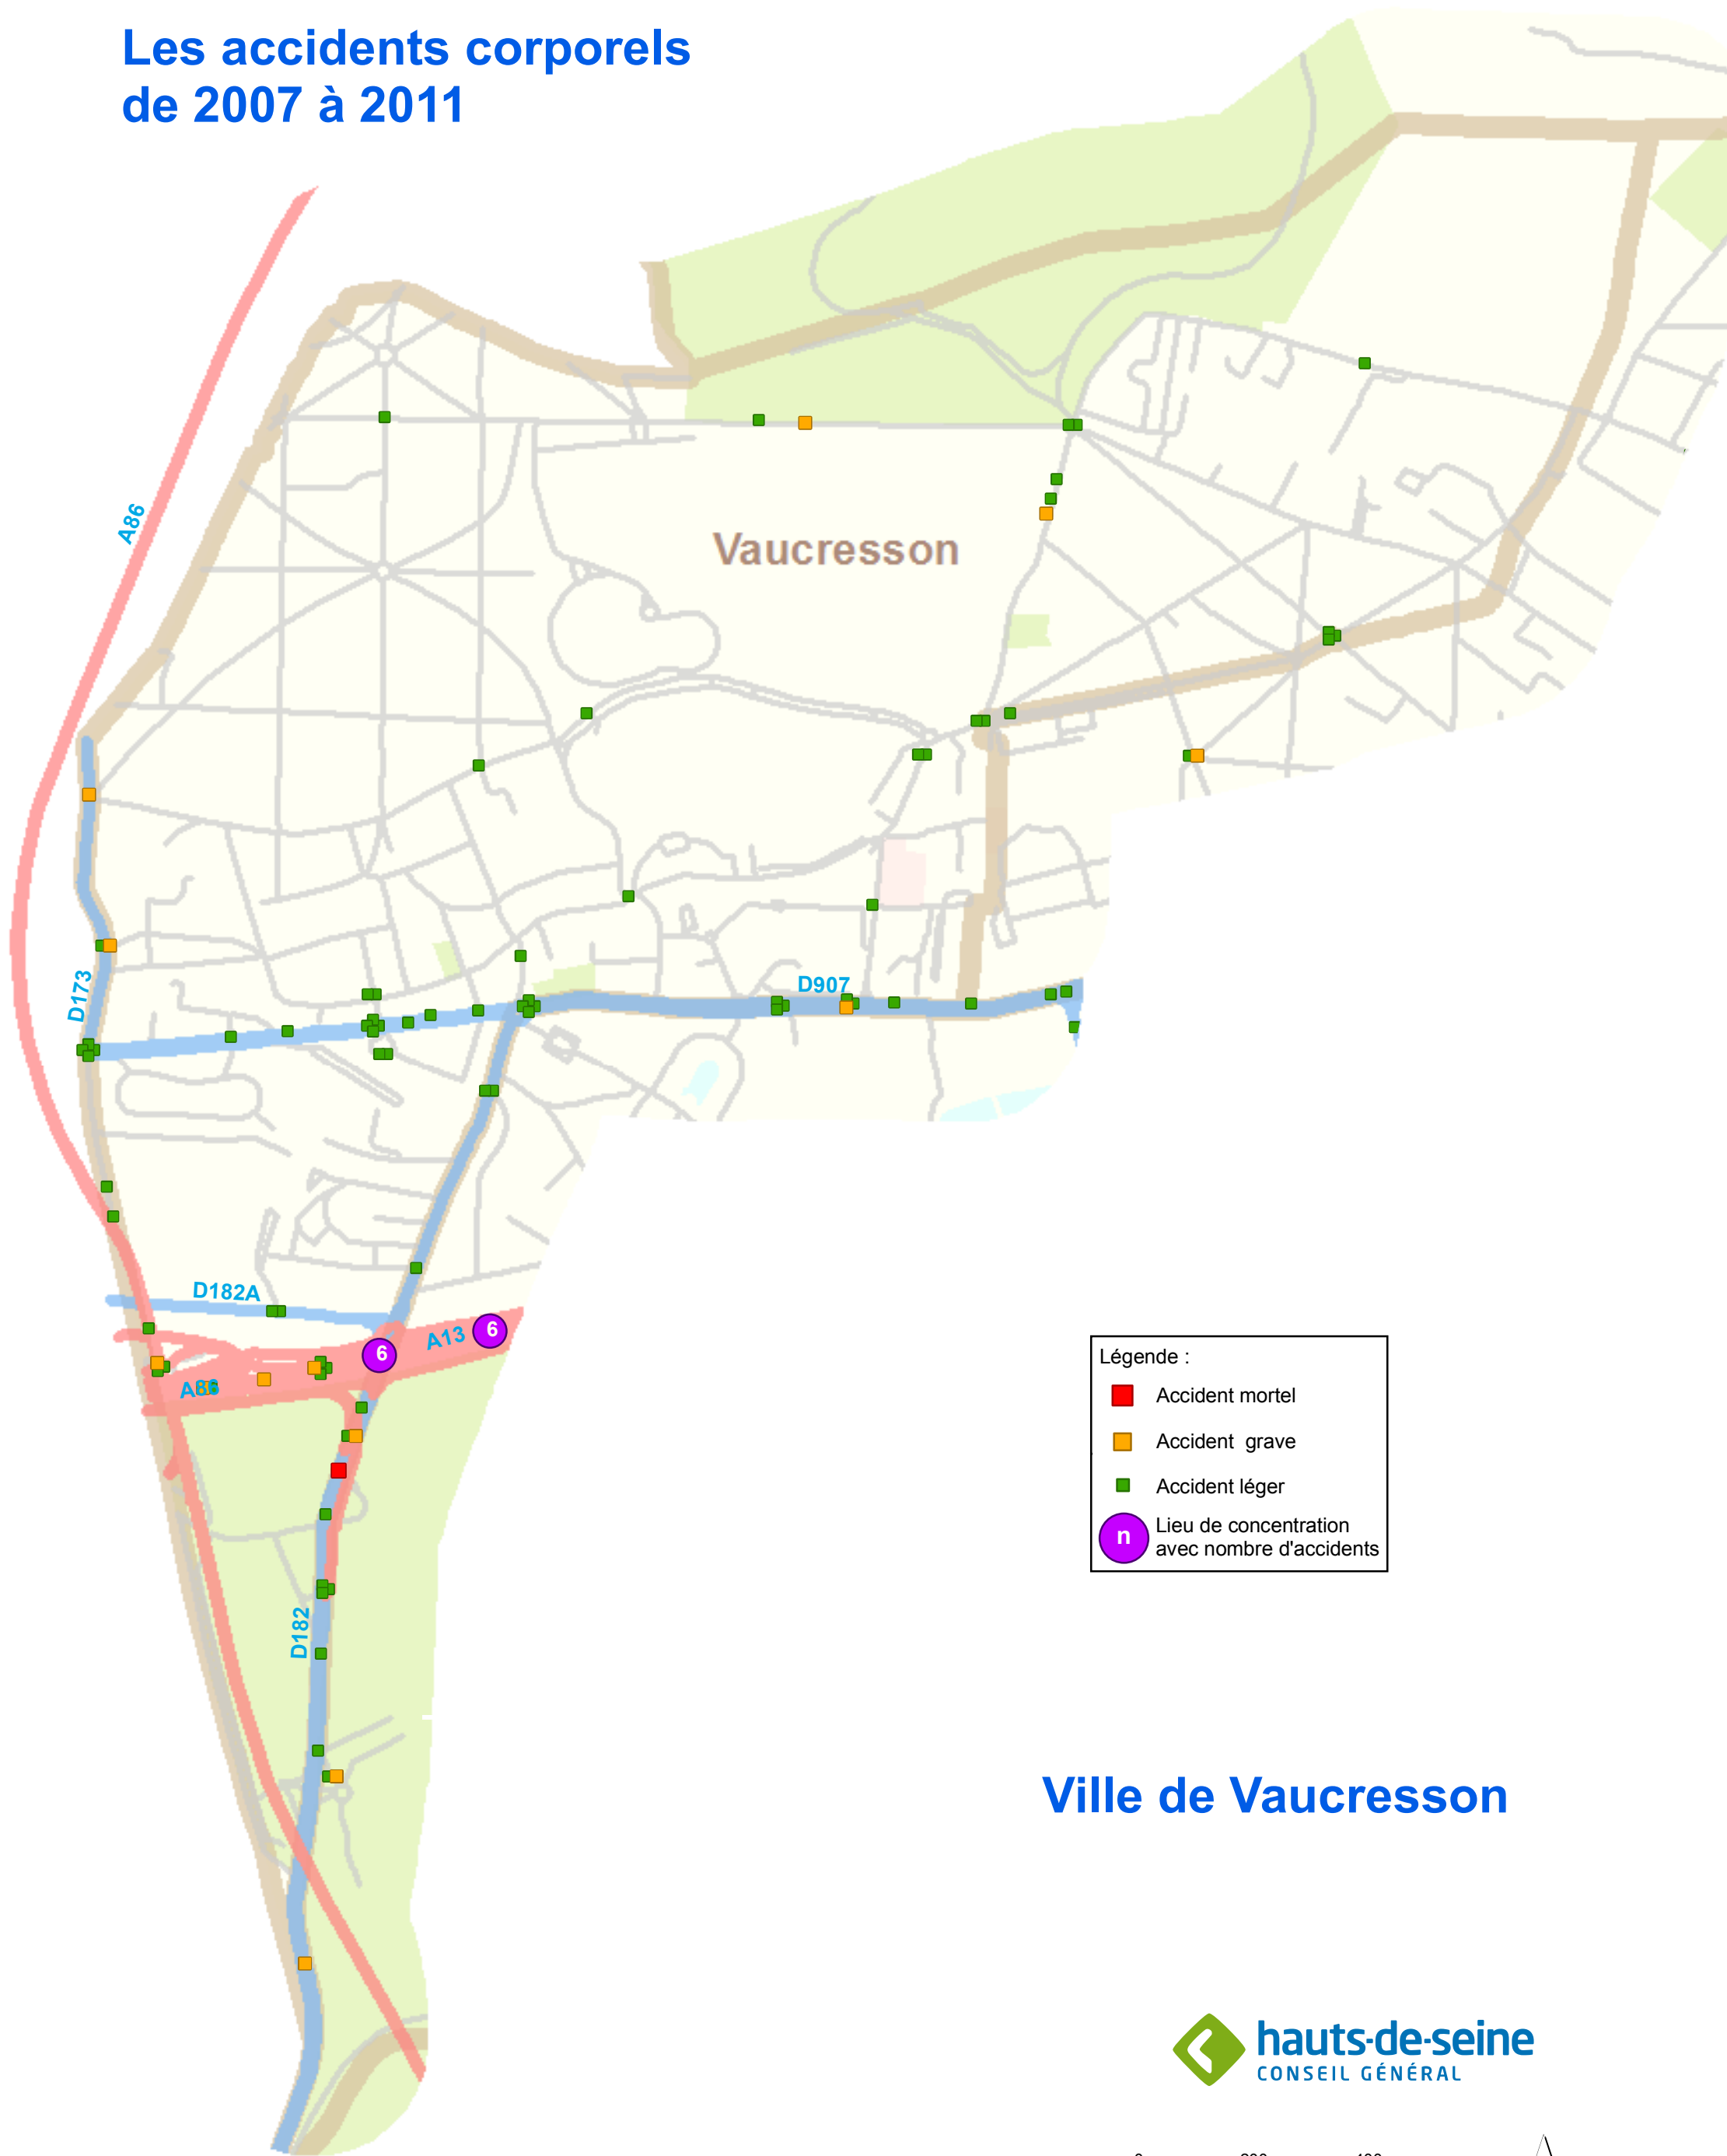 Les accidents corporels
de 2007 à 2011
A86
Vaucresson
D173
D907
D182A
A13
6
6
A86
D182
Légende :
Accident mortel
Accident grave
Accident léger
n
Lieu de concentration
avec nombre d'accidents
Ville de Vaucresson
hauts-de-seine
CONSEIL GÉNÉRAL